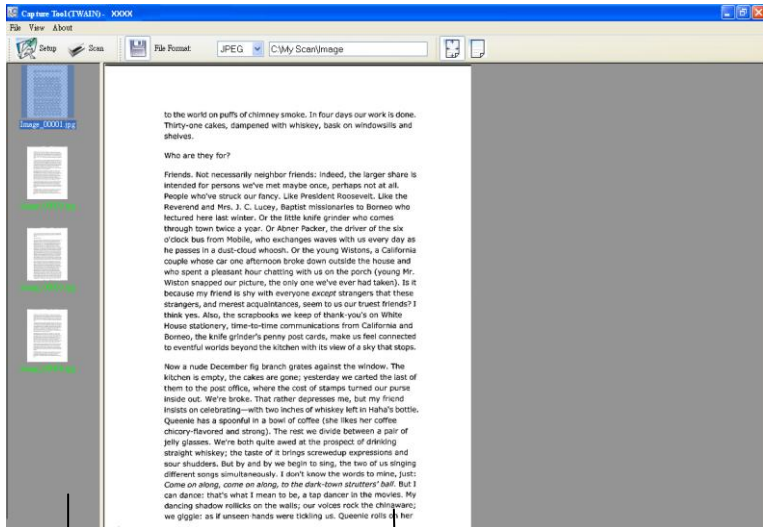 Capture Tool(TWAIN) - XXXX
File View About
Setup Scan File Format: JPEG C:\My Scan\Image
Image_00001.jpg
to the world on puffs of chimney smoke. In four days our work is done.
Thirty-one cakes, dampened with whiskey, bask on windowsills and
shelves.
Who are they for?
Friends. Not necessarily neighbor friends: indeed, the larger share is
intended for persons we've met maybe once, perhaps not at all.
People who've struck our fancy. Like President Roosevelt. Like the
Reverend and Mrs. J. C. Lucey, Baptist missionaries to Borneo who
lectured here last winter. Or the little knife grinder who comes
through town twice a year. Or Abner Packer, the driver of the six
o'clock bus from Mobile, who exchanges waves with us every day as
he passes in a dust-cloud whoosh. Or the young Wistons, a California
couple whose car one afternoon broke down outside the house and
who spent a pleasant hour chatting with us on the porch (young Mr.
Wiston snapped our picture, the only one we've ever had taken). Is it
because my friend is shy with everyone except strangers that these
strangers, and merest acquaintances, seem to us our truest friends? I
think yes. Also, the scrapbooks we keep of thank-you's on White
House stationery, time-to-time communications from California and
Borneo, the knife grinder's penny post cards, make us feel connected
to eventful worlds beyond the kitchen with its view of a sky that stops.
Now a nude December fig branch grates against the window. The
kitchen is empty, the cakes are gone; yesterday we carted the last of
them to the post office, where the cost of stamps turned our purse
inside out. We're broke. That rather depresses me, but my friend
insists on celebrating—with two inches of whiskey left in Haha's bottle.
Queenie has a spoonful in a bowl of coffee (she likes her coffee
chicory-flavored and strong). The rest we divide between a pair of
jelly glasses. We're both quite awed at the prospect of drinking
straight whiskey; the taste of it brings screwedup expressions and
sour shudders. But by and by we begin to sing, the two of us singing
different songs simultaneously. I don't know the words to mine, just:
Come on along, come on along, to the dark-town strutters' ball. But I
can dance: that's what I mean to be, a tap dancer in the movies. My
dancing shadow rollicks on the walls; our voices rock the chinaware;
we giggle: as if unseen hands were tickling us. Queenie rolls on her